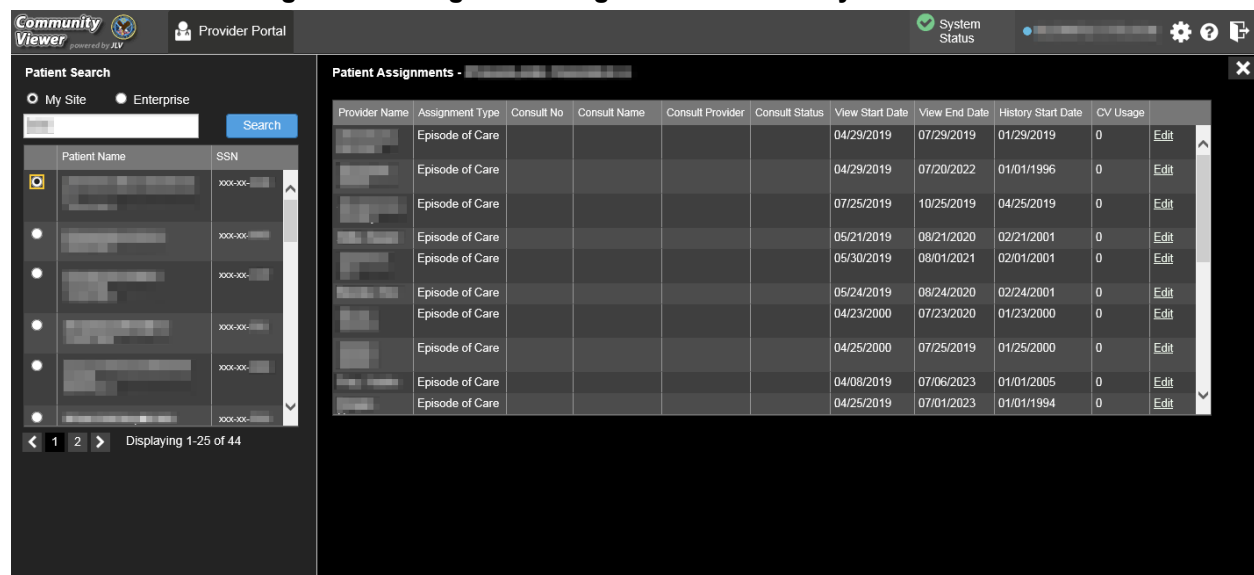 Community
Viewer powered by JLV
Provider Portal
System
Status
Patient Search
My Site Enterprise
Search
Patient Name SSN
xxx-xx-
xxx-xx-
xxx-xx-
xxx-xx-
xxx-xx-
xxx-xx-
1 2 Displaying 1-25 of 44
Patient Assignments -
Provider Name Assignment Type Consult No Consult Name Consult Provider Consult Status View Start Date View End Date History Start Date CV Usage
Episode of Care 04/29/2019 07/29/2019 01/29/2019 0 Edit
Episode of Care 04/29/2019 07/20/2022 01/01/1996 0 Edit
Episode of Care 07/25/2019 10/25/2019 04/25/2019 0 Edit
Episode of Care 05/21/2019 08/21/2020 02/21/2001 0 Edit
Episode of Care 05/30/2019 08/01/2021 02/01/2001 0 Edit
Episode of Care 05/24/2019 08/24/2020 02/24/2001 0 Edit
Episode of Care 04/23/2000 07/23/2020 01/23/2000 0 Edit
Episode of Care 04/25/2000 07/25/2019 01/25/2000 0 Edit
Episode of Care 04/08/2019 07/06/2023 01/01/2005 0 Edit
Episode of Care 04/25/2019 07/01/2023 01/01/1994 0 Edit